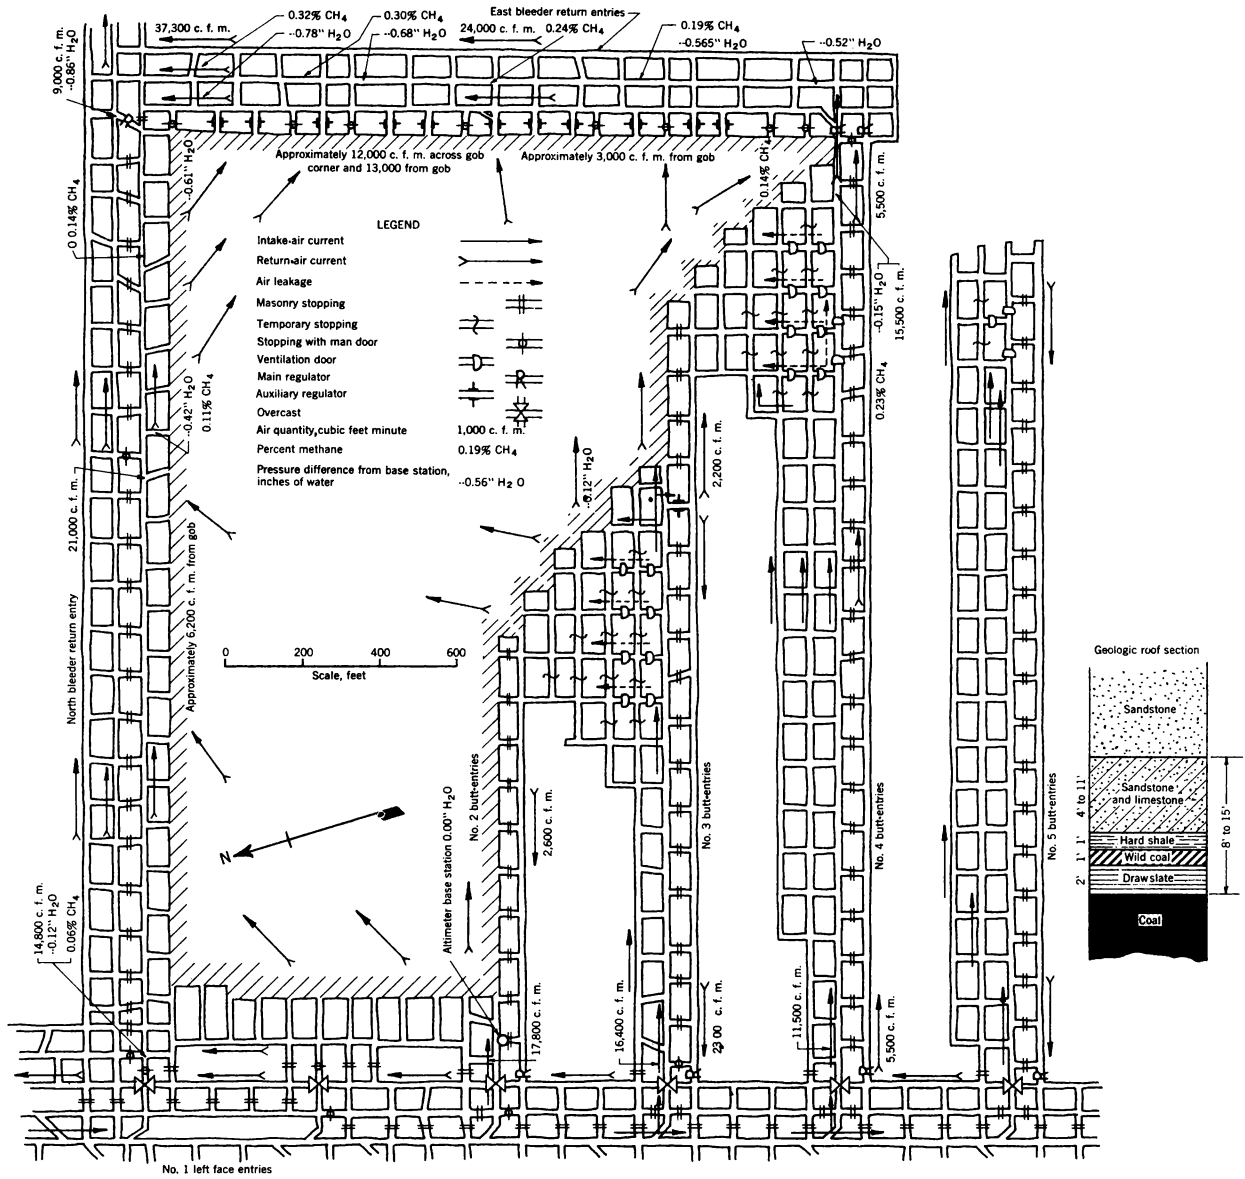 37,300 c. f. m.
0.32% CH4
--0.78" H2O
0.30% CH4
--0.68" H2O
East bleeder return entries
24,000 c. f. m.
0.24% CH4
0.19% CH4
--0.565" H2O
--0.52" H2O
9,000 c. f. m.
--0.86" H2O
--0.61" H2O
Approximately 12,000 c. f. m. across gob
corner and 13,000 from gob
Approximately 3,000 c. f. m. from gob
0.14% CH4
5,500 c. f. m.
-0 0.14% CH4
LEGEND
Intake-air current
Return-air current
Air leakage
Masonry stopping
Temporary stopping
Stopping with man door
Ventilation door
Main regulator
R
Auxiliary regulator
Overcast
Air quantity, cubic feet minute 1,000 c. f. m.
Percent methane 0.19% CH4
Pressure difference from base station,
inches of water --0.56" H2O
--0.15" H2O
15,500 c. f. m.
0.23% CH4
--0.42" H2O
0.11% CH4
2,200 c. f. m.
--0.12" H2O
21,000 c. f. m.
North bleeder return entry
Approximately 6,200 c. f. m. from gob
0 200 400 600
Scale, feet
N
No. 2 butt-entries
2,600 c. f. m.
No. 3 butt-entries
No. 4 butt-entries
No. 5 butt-entries
Altimeter base station 0.00" H2O
14,800 c. f. m.
--0.12" H2O
0.06% CH4
17,800 c. f. m.
16,400 c. f. m.
2300 c. f. m.
11,500 c. f. m.
5,500 c. f. m.
R
R
R
R
No. 1 left face entries
Geologic roof section
Sandstone
Sandstone
and limestone
4' to 11'
Hard shale
1'
Wild coal
1'
Drawslate
2'
8' to 15'
Coal